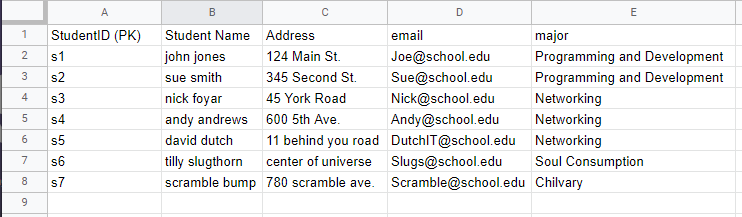 A B C D E
1 StudentID (PK) Student Name Address email major
2 s1 john jones 124 Main St. Joe@school.edu Programming and Development
3 s2 sue smith 345 Second St. Sue@school.edu Programming and Development
4 s3 nick foyar 45 York Road Nick@school.edu Networking
5 s4 andy andrews 600 5th Ave. Andy@school.edu Networking
6 s5 david dutch 11 behind you road DutchIT@school.edu Networking
7 s6 tilly slugthorn center of universe Slugs@school.edu Soul Consumption
8 s7 scramble bump 780 scramble ave. Scramble@school.edu Chilvary
9